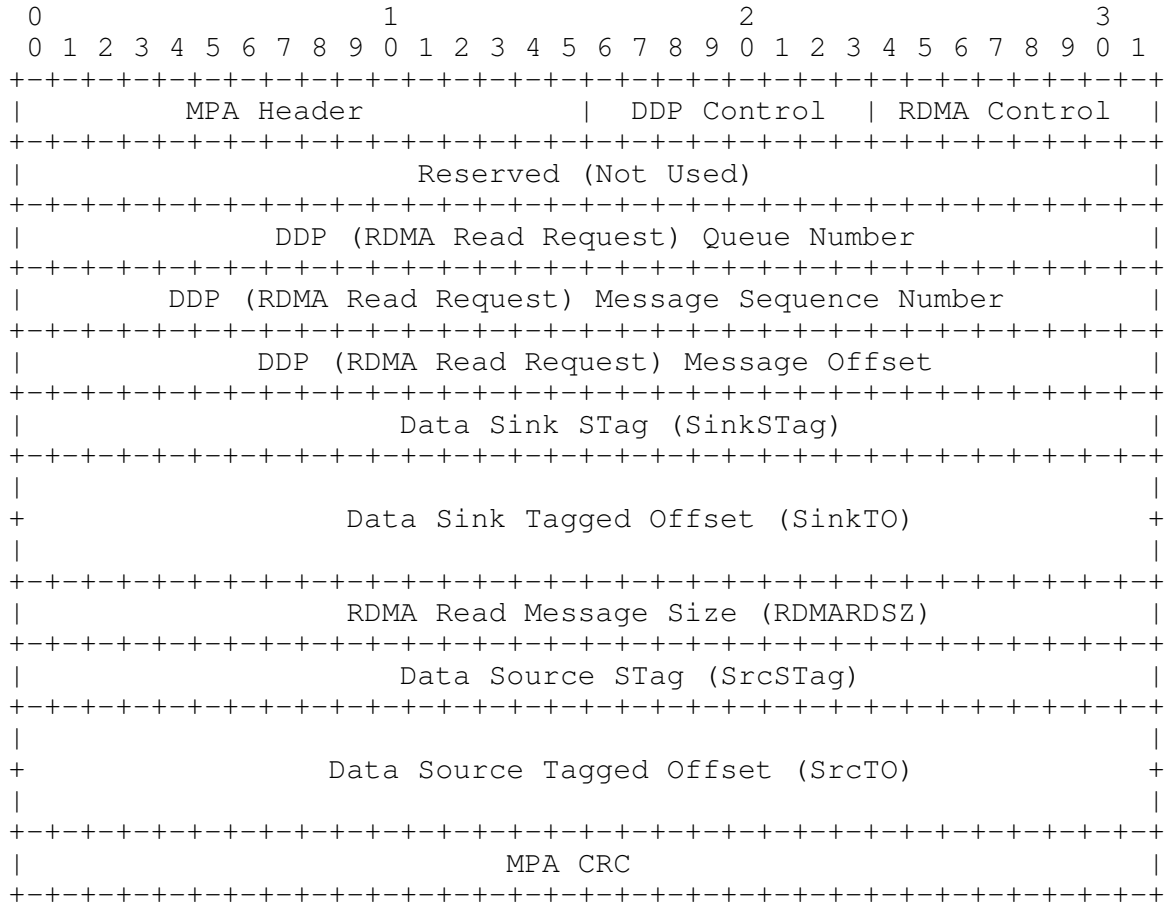 0                   1                   2                   3
 0 1 2 3 4 5 6 7 8 9 0 1 2 3 4 5 6 7 8 9 0 1 2 3 4 5 6 7 8 9 0 1
+-+-+-+-+-+-+-+-+-+-+-+-+-+-+-+-+-+-+-+-+-+-+-+-+-+-+-+-+-+-+-+-+
|         MPA Header            |  DDP Control  | RDMA Control  |
+-+-+-+-+-+-+-+-+-+-+-+-+-+-+-+-+-+-+-+-+-+-+-+-+-+-+-+-+-+-+-+-+
|                      Reserved (Not Used)                      |
+-+-+-+-+-+-+-+-+-+-+-+-+-+-+-+-+-+-+-+-+-+-+-+-+-+-+-+-+-+-+-+-+
|              DDP (RDMA Read Request) Queue Number             |
+-+-+-+-+-+-+-+-+-+-+-+-+-+-+-+-+-+-+-+-+-+-+-+-+-+-+-+-+-+-+-+-+
|        DDP (RDMA Read Request) Message Sequence Number        |
+-+-+-+-+-+-+-+-+-+-+-+-+-+-+-+-+-+-+-+-+-+-+-+-+-+-+-+-+-+-+-+-+
|             DDP (RDMA Read Request) Message Offset            |
+-+-+-+-+-+-+-+-+-+-+-+-+-+-+-+-+-+-+-+-+-+-+-+-+-+-+-+-+-+-+-+-+
|                     Data Sink STag (SinkSTag)                 |
+-+-+-+-+-+-+-+-+-+-+-+-+-+-+-+-+-+-+-+-+-+-+-+-+-+-+-+-+-+-+-+-+
|                                                               |
+                  Data Sink Tagged Offset (SinkTO)             +
|                                                               |
+-+-+-+-+-+-+-+-+-+-+-+-+-+-+-+-+-+-+-+-+-+-+-+-+-+-+-+-+-+-+-+-+
|                  RDMA Read Message Size (RDMARDSZ)            |
+-+-+-+-+-+-+-+-+-+-+-+-+-+-+-+-+-+-+-+-+-+-+-+-+-+-+-+-+-+-+-+-+
|                     Data Source STag (SrcSTag)                |
+-+-+-+-+-+-+-+-+-+-+-+-+-+-+-+-+-+-+-+-+-+-+-+-+-+-+-+-+-+-+-+-+
|                                                               |
+                 Data Source Tagged Offset (SrcTO)             +
|                                                               |
+-+-+-+-+-+-+-+-+-+-+-+-+-+-+-+-+-+-+-+-+-+-+-+-+-+-+-+-+-+-+-+-+
|                           MPA CRC                             |
+-+-+-+-+-+-+-+-+-+-+-+-+-+-+-+-+-+-+-+-+-+-+-+-+-+-+-+-+-+-+-+-+